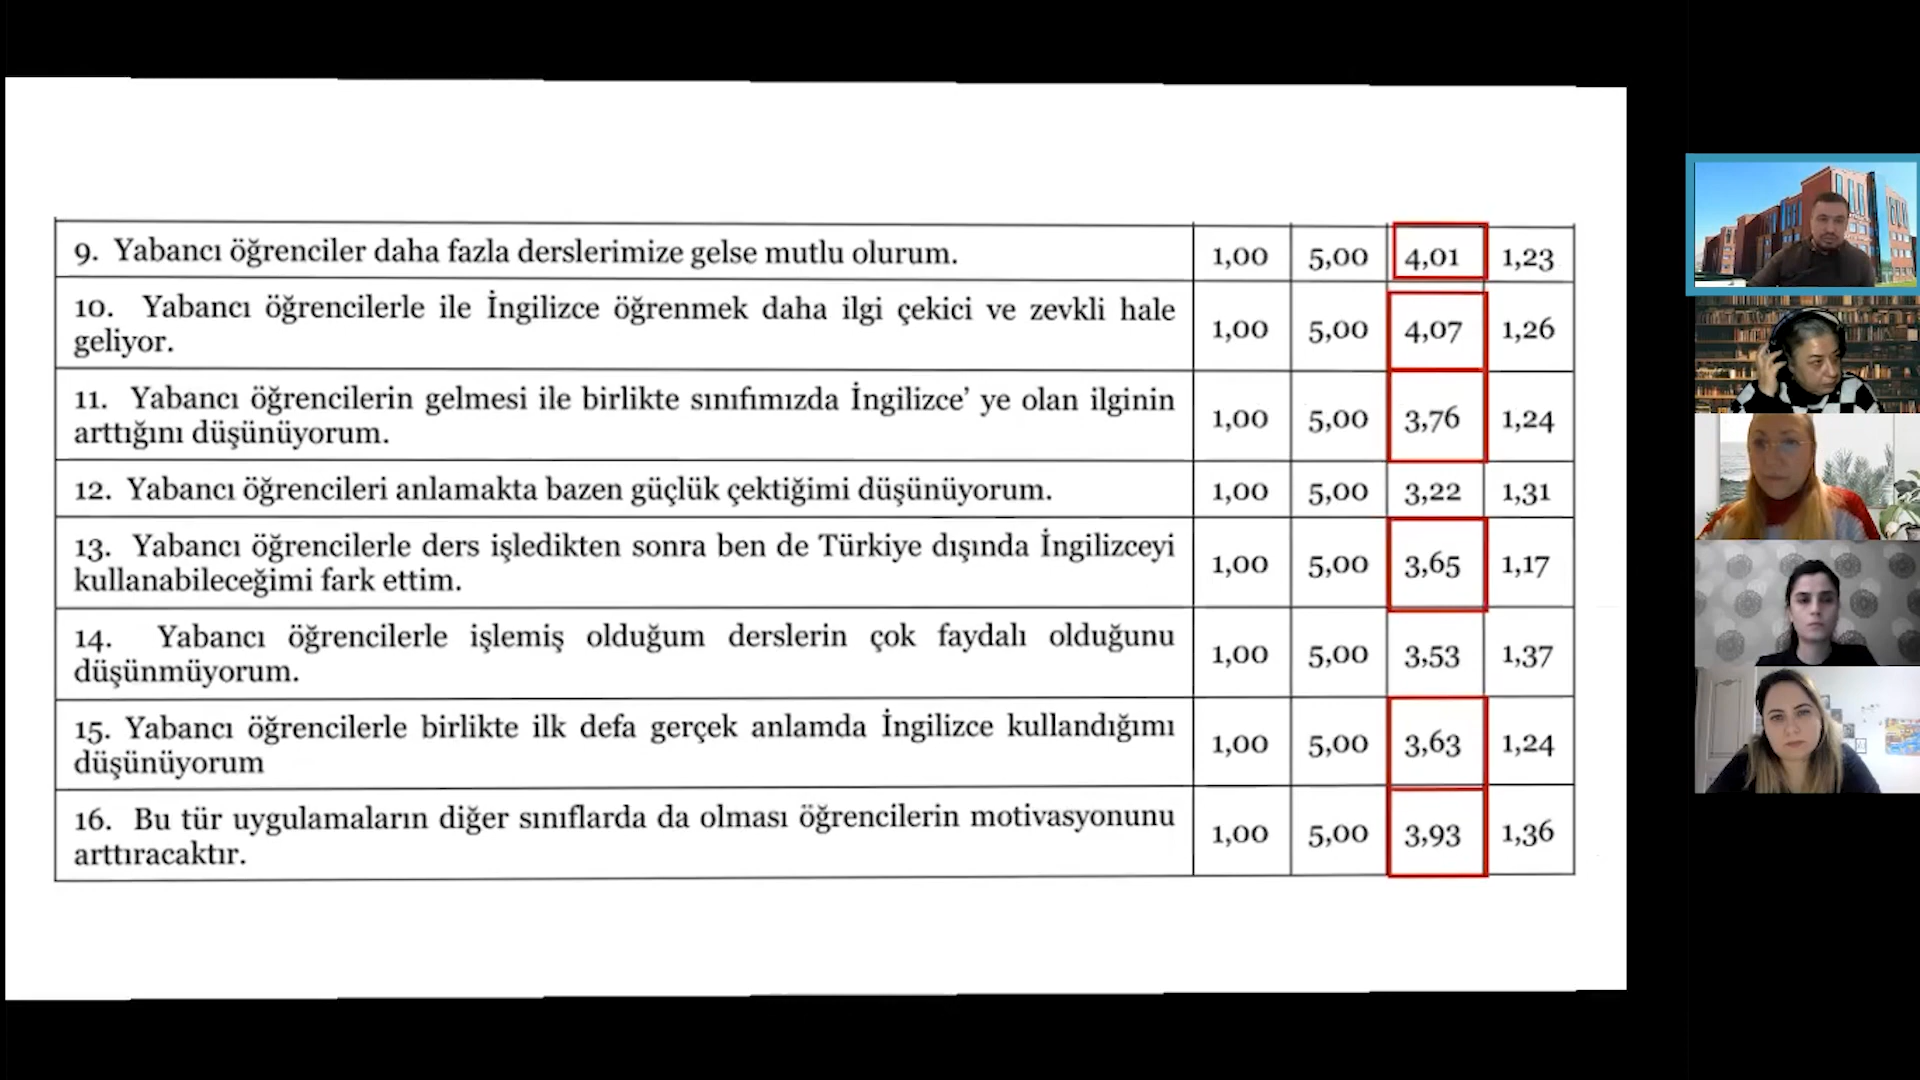 9. Yabancı öğrenciler daha fazla derslerimize gelse mutlu olurum. 1,00 5,00 4,01 1,23
10. Yabancı öğrencilerle ile İngilizce öğrenmek daha ilgi çekici ve zevkli hale
geliyor. 1,00 5,00 4,07 1,26
11. Yabancı öğrencilerin gelmesi ile birlikte sınıfımızda İngilizce' ye olan ilginin
arttığını düşünüyorum. 1,00 5,00 3,76 1,24
12. Yabancı öğrencileri anlamakta bazen güçlük çektiğimi düşünüyorum. 1,00 5,00 3,22 1,31
13. Yabancı öğrencilerle ders işledikten sonra ben de Türkiye dışında İngilizceyi
kullanabileceğimi fark ettim. 1,00 5,00 3,65 1,17
14. Yabancı öğrencilerle işlemiş olduğum derslerin çok faydalı olduğunu
düşünmüyorum. 1,00 5,00 3,53 1,37
15. Yabancı öğrencilerle birlikte ilk defa gerçek anlamda İngilizce kullandığımı
düşünüyorum 1,00 5,00 3,63 1,24
16. Bu tür uygulamaların diğer sınıflarda da olması öğrencilerin motivasyonunu
arttıracaktır. 1,00 5,00 3,93 1,36